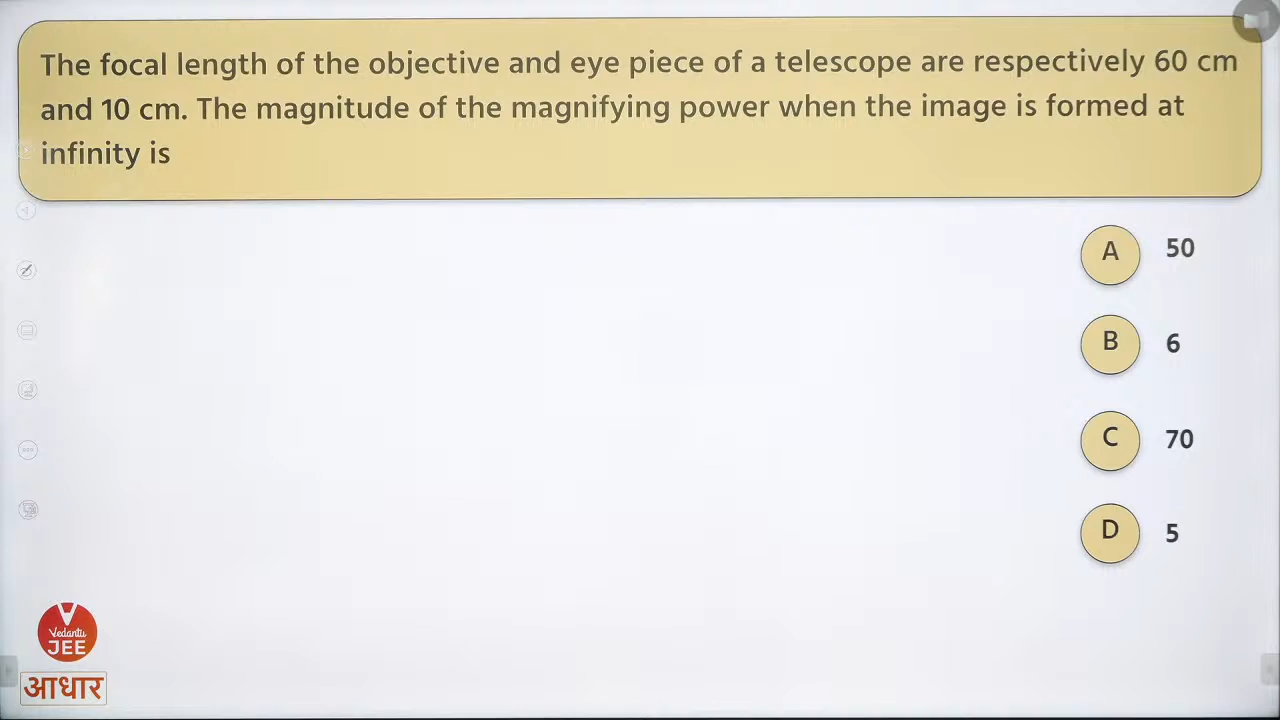 The focal length of the objective and eye piece of a telescope are respectively 60 cm
and 10 cm. The magnitude of the magnifying power when the image is formed at
infinity is
A 50
B 6
C 70
D 5
Vedantu
JEE
आधार